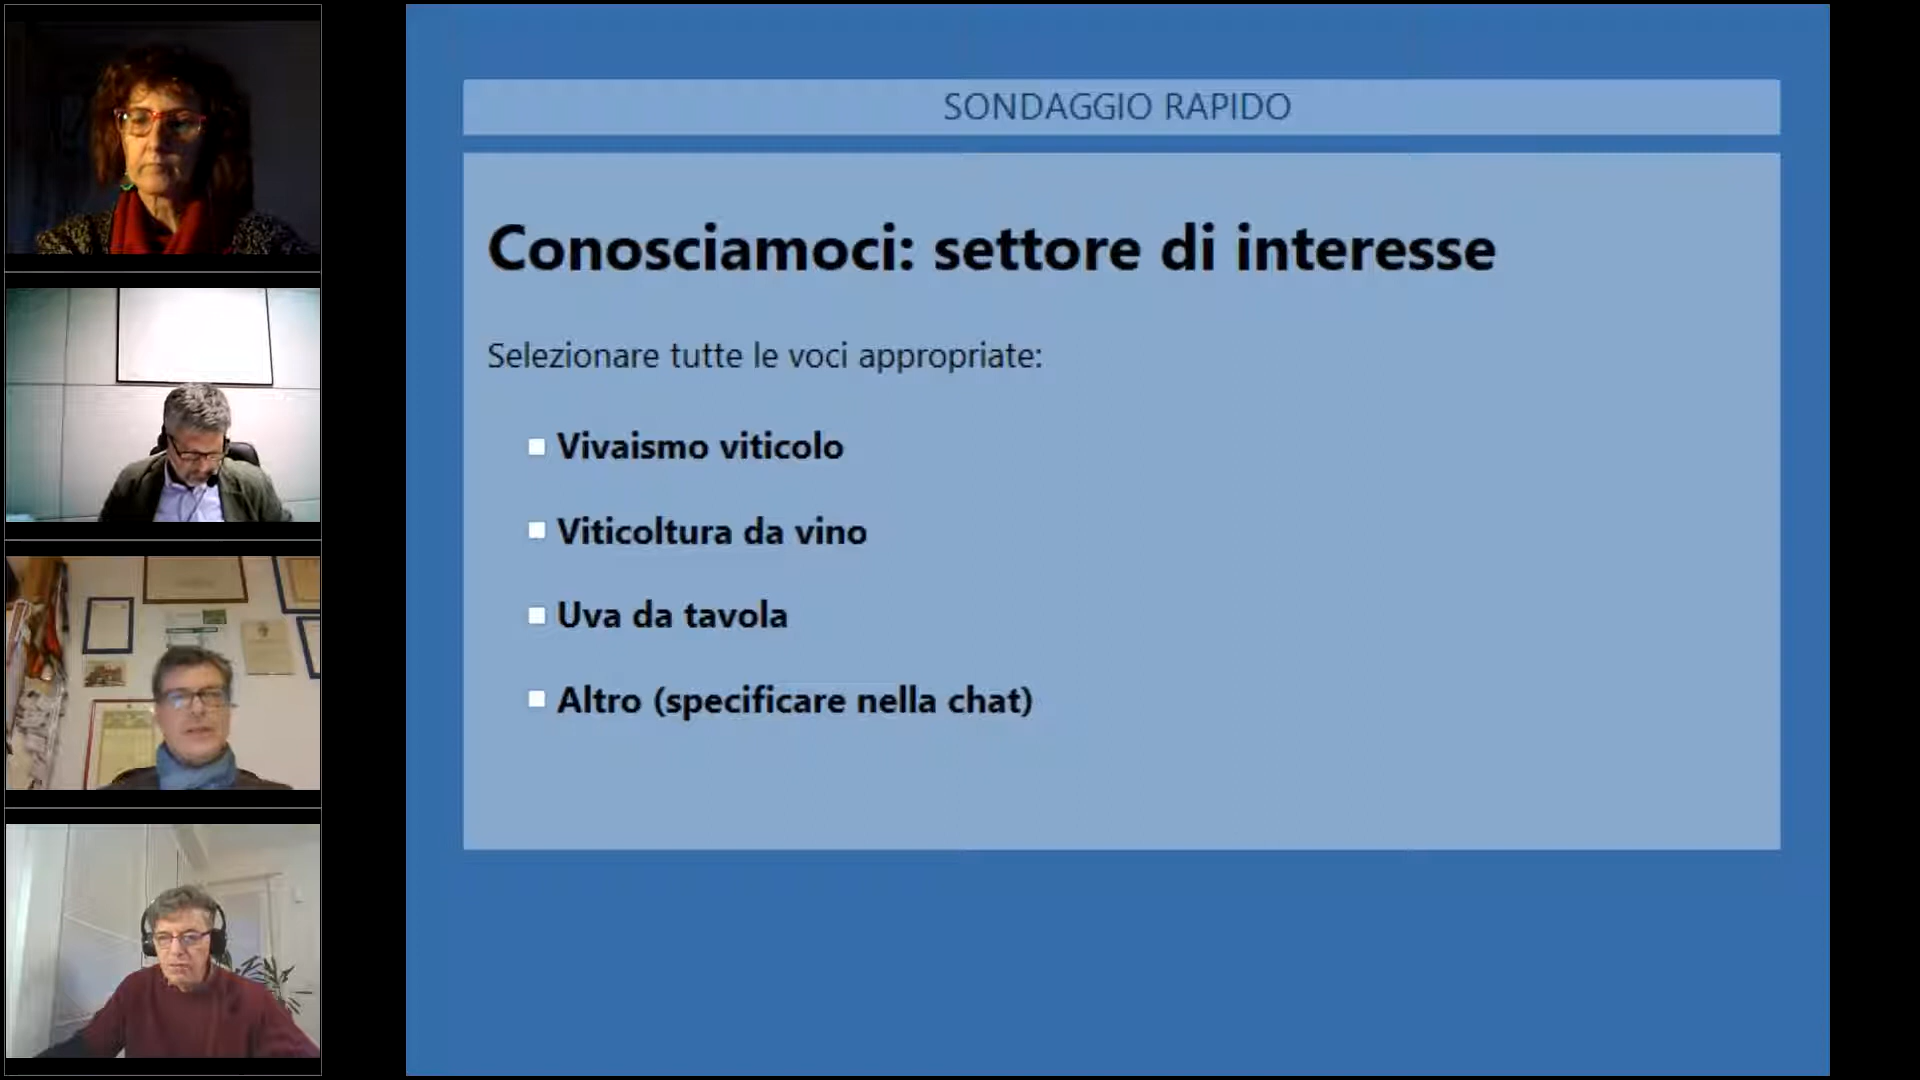 SONDAGGIO RAPIDO
Conosciamoci: settore di interesse
Selezionare tutte le voci appropriate:
Vivaismo viticolo
Viticoltura da vino
Uva da tavola
Altro (specificare nella chat)